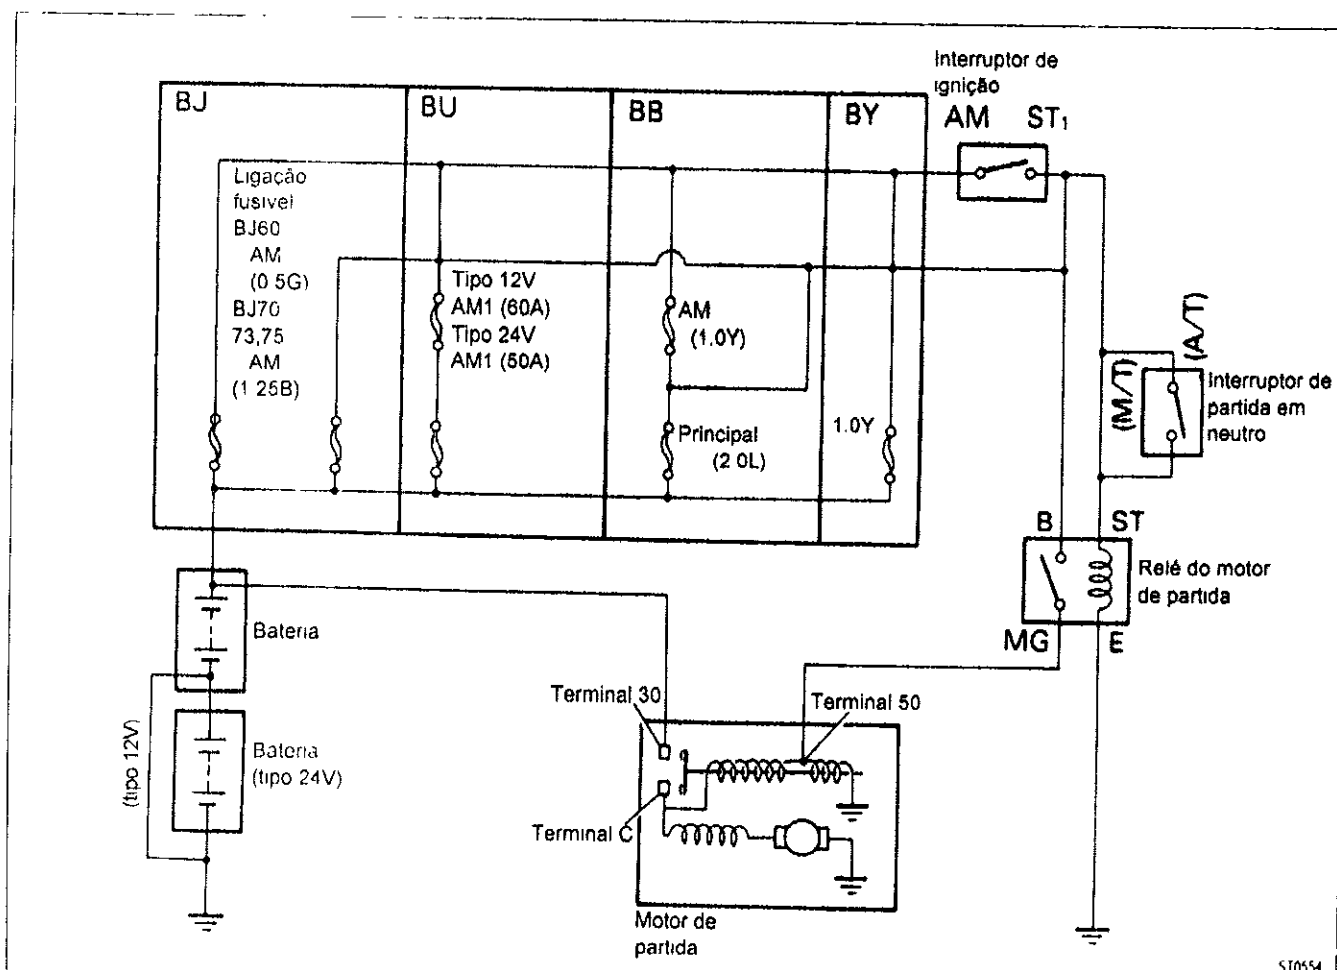 Interruptor de
ignição
AM
ST₁
BJ
BU
BB
BY
Ligação
fusivel
BJ60
AM
(0 5G)
BJ70
73,75
AM
(1 25B)
Tipo 12V
AM1 (60A)
Tipo 24V
AM1 (50A)
AM
(1.0Y)
Principal
(2 0L)
1.0Y
(A/T)
(M/T)
Interruptor de
partida em
neutro
B
ST
Relé do motor
de partida
MG
E
Bateria
Bateria
(tipo 24V)
(tipo 12V)
Terminal 30
Terminal 50
Terminal C
Motor de
partida
ST0554